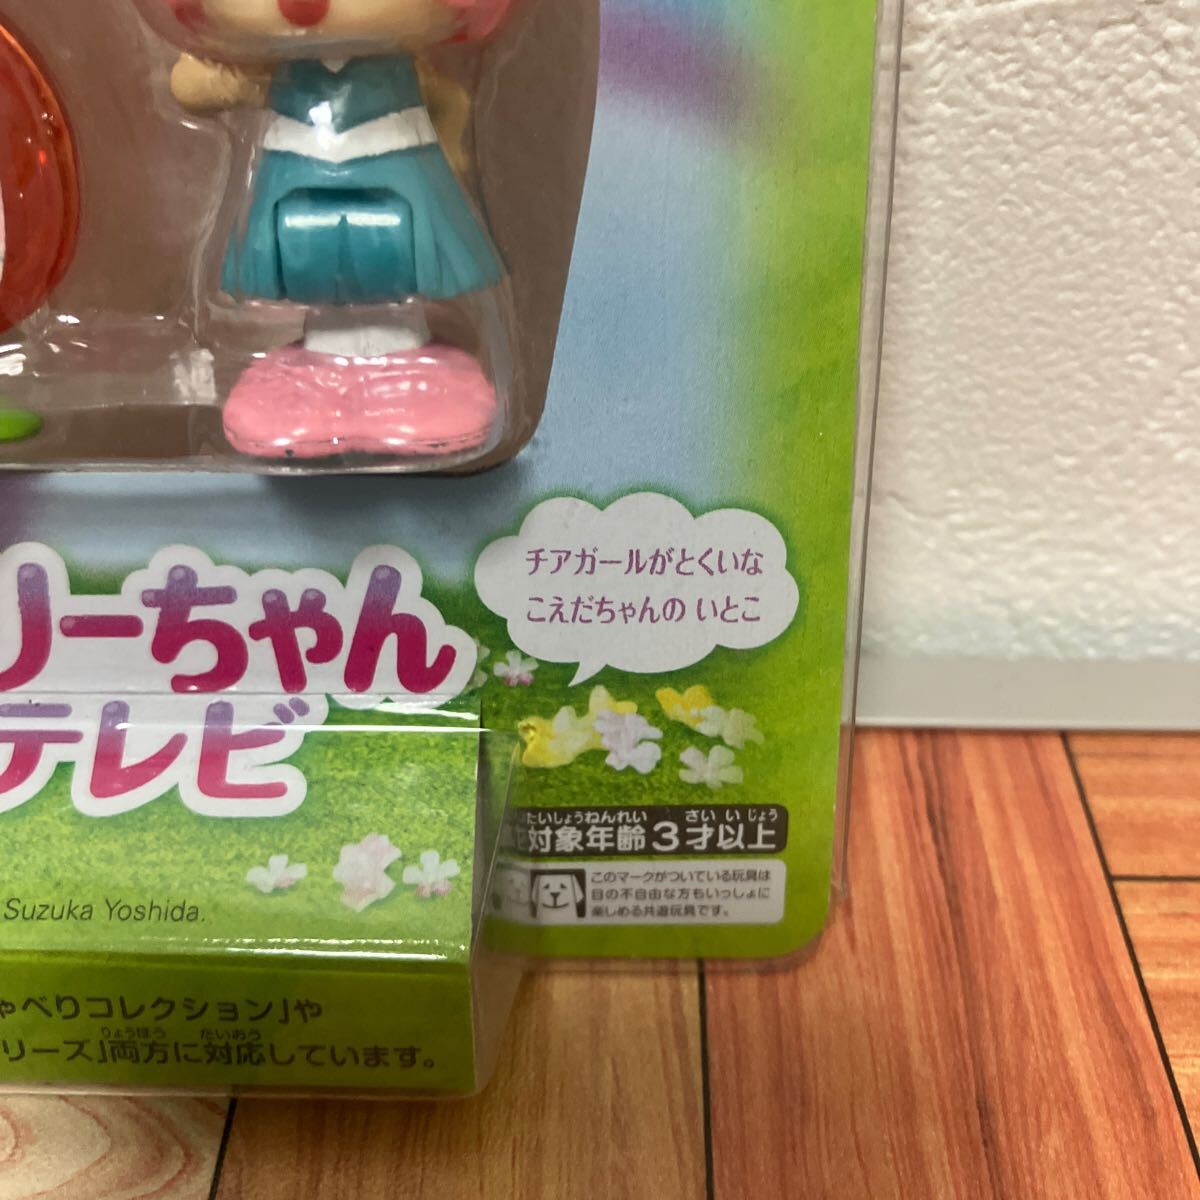 チアガールがとくいな
こえだちゃんの いとこ
リーちゃん
テレビ
たいしょうねんれい さいいじょう
対象年齢3才以上
このマークがついている玩具は
目の不自由な方もいっしょに
楽しめる共遊玩具です。
Suzuka Yoshida.
ゃべりコレクション」や
りょうほう たいおう
リーズ」両方に対応しています。